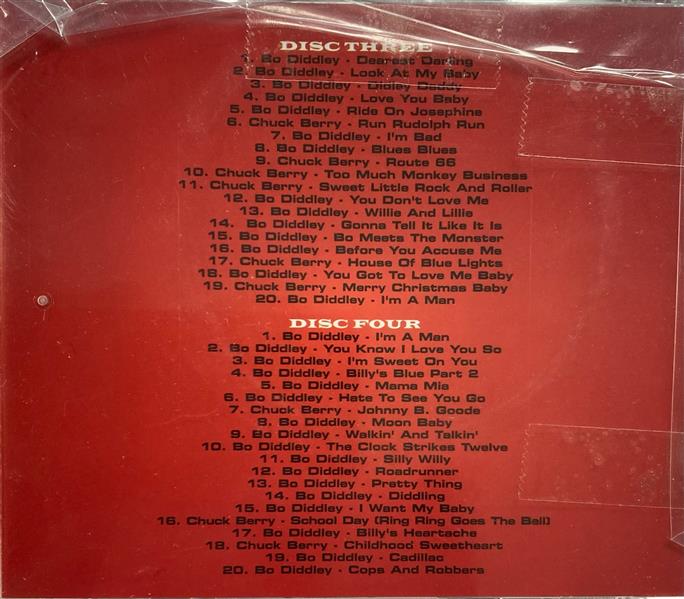 DISC THREE
1. Bo Diddley - Dearest Darling
2. Bo Diddley - Look At My Baby
3. Bo Diddley - Didley Daddy
4. Bo Diddley - Love You Baby
5. Bo Diddley - Ride On Josephine
6. Chuck Berry - Run Rudolph Run
7. Bo Diddley - I'm Bad
8. Bo Diddley - Blues Blues
9. Chuck Berry - Route 66
10. Chuck Berry - Too Much Monkey Business
11. Chuck Berry - Sweet Little Rock And Roller
12. Bo Diddley - You Don't Love Me
13. Bo Diddley - Willie And Lillie
14. Bo Diddley - Gonna Tell It Like It Is
15. Bo Diddley - Bo Meets The Monster
16. Bo Diddley - Before You Accuse Me
17. Chuck Berry - House Of Blue Lights
18. Bo Diddley - You Got To Love Me Baby
19. Chuck Berry - Merry Christmas Baby
20. Bo Diddley - I'm A Man
DISC FOUR
1. Bo Diddley - I'm A Man
2. Bo Diddley - You Know I Love You So
3. Bo Diddley - I'm Sweet On You
4. Bo Diddley - Billy's Blue Part 2
5. Bo Diddley - Mama Mia
6. Bo Diddley - Hate To See You Go
7. Chuck Berry - Johnny B. Goode
8. Bo Diddley - Moon Baby
9. Bo Diddley - Walkin' And Talkin'
10. Bo Diddley - The Clock Strikes Twelve
11. Bo Diddley - Silly Willy
12. Bo Diddley - Roadrunner
13. Bo Diddley - Pretty Thing
14. Bo Diddley - Diddling
15. Bo Diddley - I Want My Baby
16. Chuck Berry - School Day (Ring Ring Goes The Bell)
17. Bo Diddley - Billy's Heartache
18. Chuck Berry - Childhood Sweetheart
19. Bo Diddley - Cadillac
20. Bo Diddley - Cops And Robbers